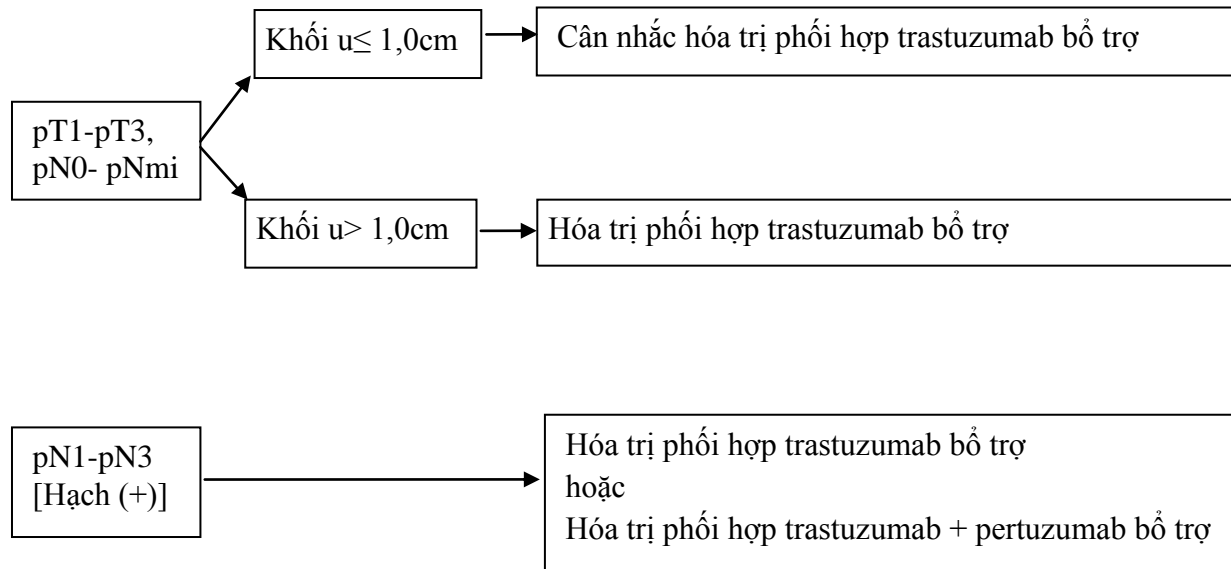 Khối u≤ 1,0cm
Cân nhắc hóa trị phối hợp trastuzumab bổ trợ
pT1-pT3,
pN0- pNmi
Khối u> 1,0cm
Hóa trị phối hợp trastuzumab bổ trợ
pN1-pN3
[Hạch (+)]
Hóa trị phối hợp trastuzumab bổ trợ
hoặc
Hóa trị phối hợp trastuzumab + pertuzumab bổ trợ